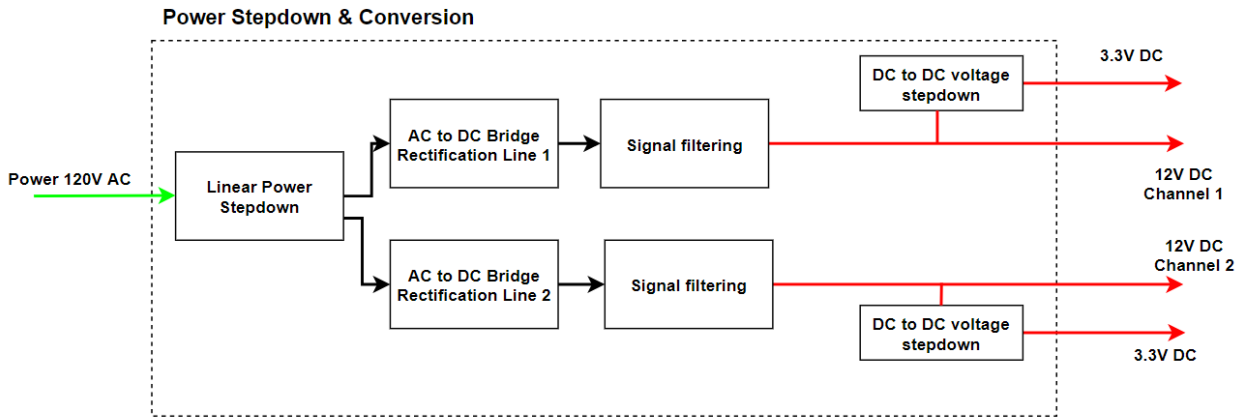 Power Stepdown & Conversion
Power 120V AC
Linear Power
Stepdown
AC to DC Bridge
Rectification Line 1
Signal filtering
DC to DC voltage
stepdown
3.3V DC
12V DC
Channel 1
AC to DC Bridge
Rectification Line 2
Signal filtering
12V DC
Channel 2
DC to DC voltage
stepdown
3.3V DC